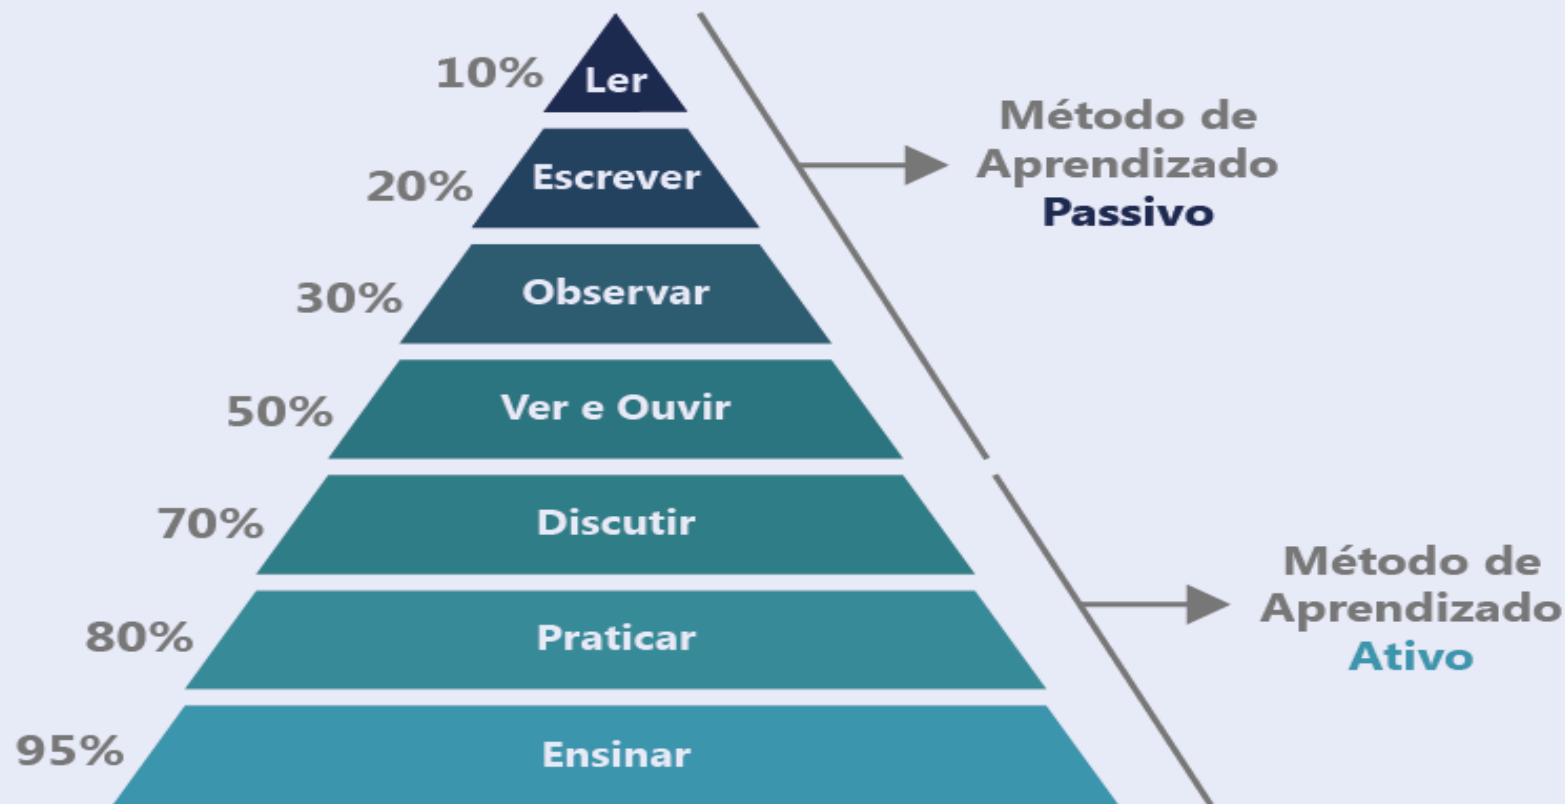 10%
Ler
Método de
Aprendizado
Passivo
20%
Escrever
30%
Observar
50%
Ver e Ouvir
70%
Discutir
Método de
Aprendizado
Ativo
80%
Praticar
95%
Ensinar